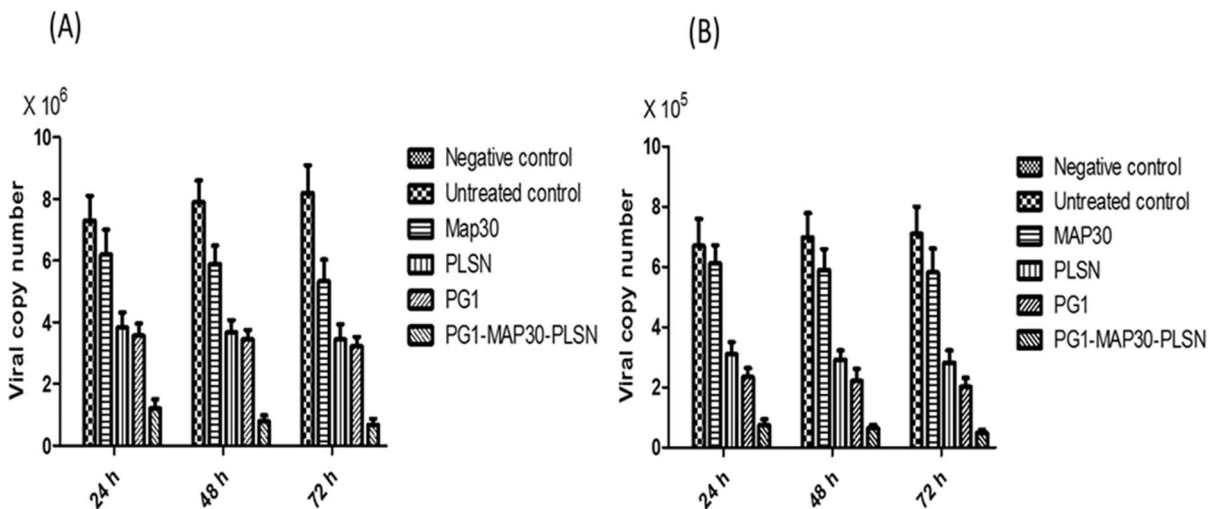 (A)
X 10⁶
Viral copy number
10
8
6
4
2
0
24 h
48 h
72 h
Negative control
Untreated control
Map30
PLSN
PG1
PG1-MAP30-PLSN
(B)
X 10⁵
Viral copy number
10
8
6
4
2
0
24 h
48 h
72 h
Negative control
Untreated control
MAP30
PLSN
PG1
PG1-MAP30-PLSN